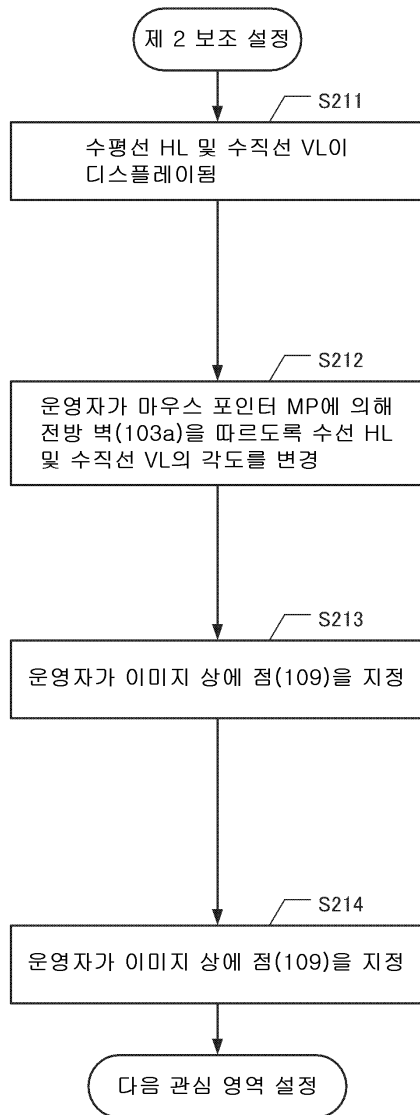 제 2 보조 설정
S211
수평선 HL 및 수직선 VL이
디스플레이됨
S212
운영자가 마우스 포인터 MP에 의해
전방 벽(103a)을 따르도록 수선 HL
및 수직선 VL의 각도를 변경
S213
운영자가 이미지 상에 점(109)을 지정
S214
운영자가 이미지 상에 점(109)을 지정
다음 관심 영역 설정